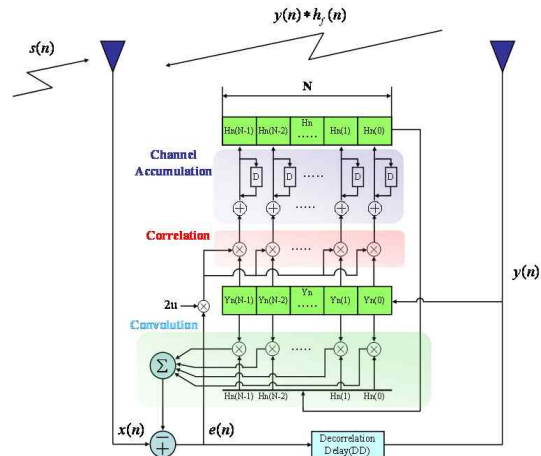 y(n)*h_f(n)
s(n)
N
Hn(N-1) Hn(N-2) Hn ..... Hn(1) Hn(0)
Channel
Accumulation
D D ..... D D
+ + ..... + +
Correlation
× × ..... × ×
y(n)
Yn(N-1) Yn(N-2) Yn ..... Yn(1) Yn(0)
2u ×
Convolution
Σ × × ..... × ×
Hn(N-1) Hn(N-2) ..... Hn(1) Hn(0)
x(n) − + e(n)
Decorrelation
Delay(DD)